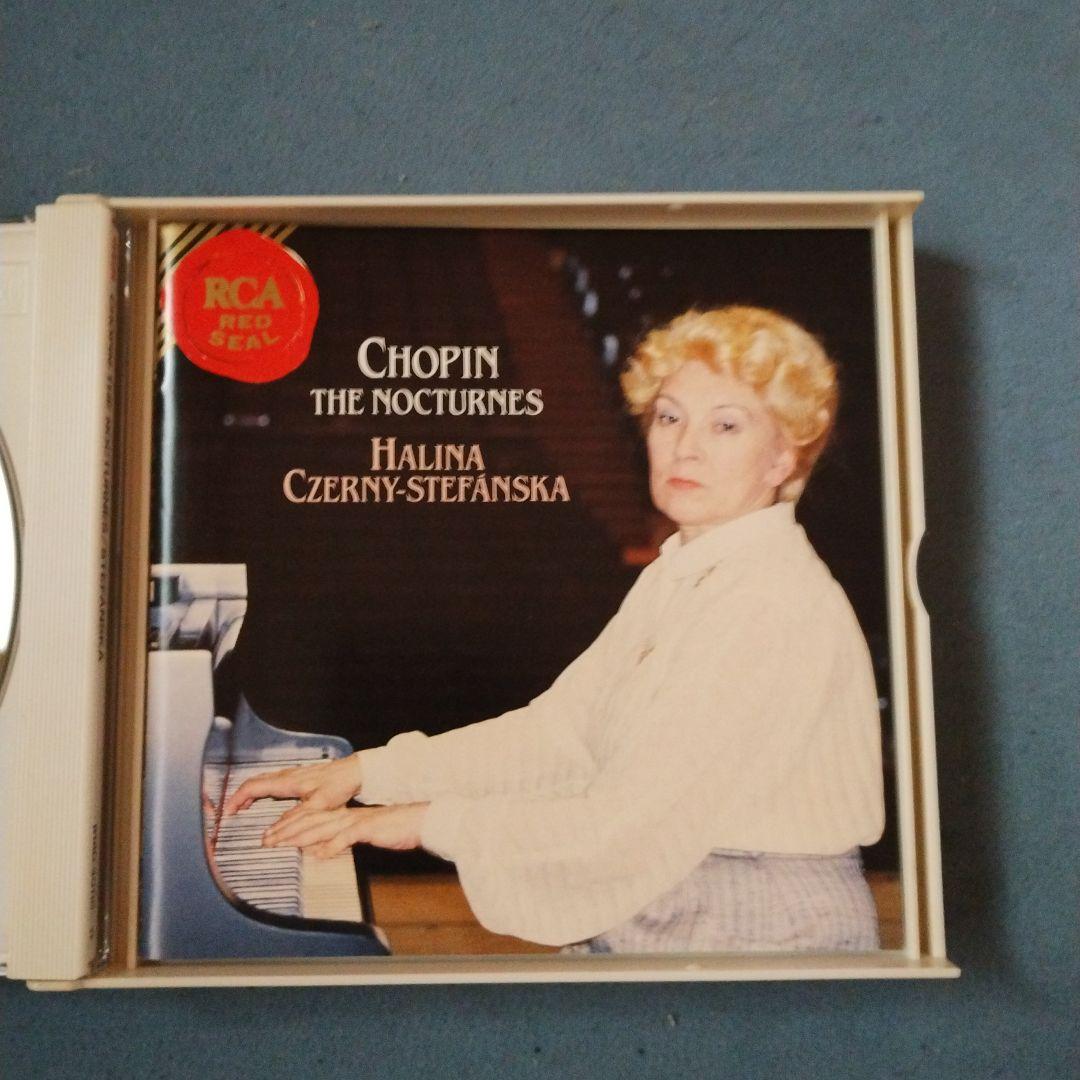 RCA
RED
SEAL
CHOPIN
THE NOCTURNES
HALINA
CZERNY-STEFÁNSKA